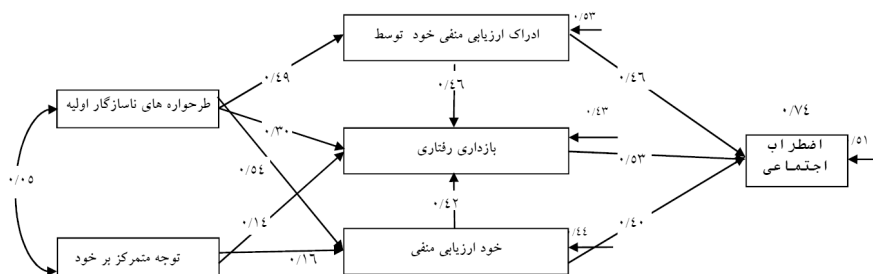 ادراک ارزیابی منفی خود توسط
۰/۵۳
۰/۴۹
۰/۴۶
۰/۴۶
طرحواره های ناسازگار اولیه
۰/۳۰
۰/۴۳
۰/۷۴
بازداری رفتاری
اضطراب
اجتماعی
۰/۵۱
۰/۵۳
۰/۵۴
۰/۰۵
۰/۱۴
۰/۴۲
۰/۴۰
۰/۴۴
توجه متمرکز بر خود
۰/۱۶
خود ارزیابی منفی